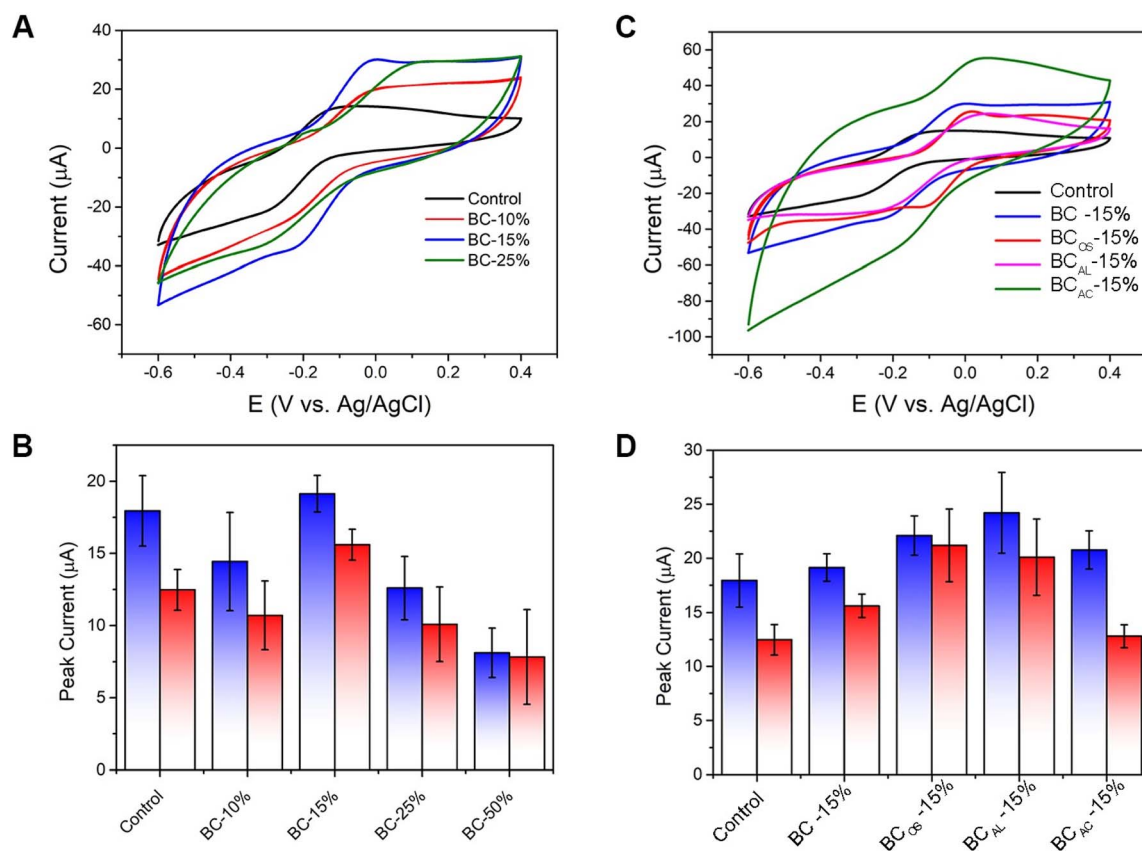 A
40
20
0
-20
-40
-60
Current (µA)
Control
BC-10%
BC-15%
BC-25%
-0.6 -0.4 -0.2 0.0 0.2 0.4
E (V vs. Ag/AgCl)
C
60
40
20
0
-20
-40
-60
-80
-100
Current (µA)
Control
BC -15%
BCOS-15%
BCAL-15%
BCAC-15%
-0.6 -0.4 -0.2 0.0 0.2 0.4
E (V vs. Ag/AgCl)
B
20
15
10
5
0
Peak Current (µA)
Control BC-10% BC-15% BC-25% BC-50%
D
30
25
20
15
10
5
0
Peak Current (µA)
Control BC -15% BCOS -15% BCAL -15% BCAC -15%